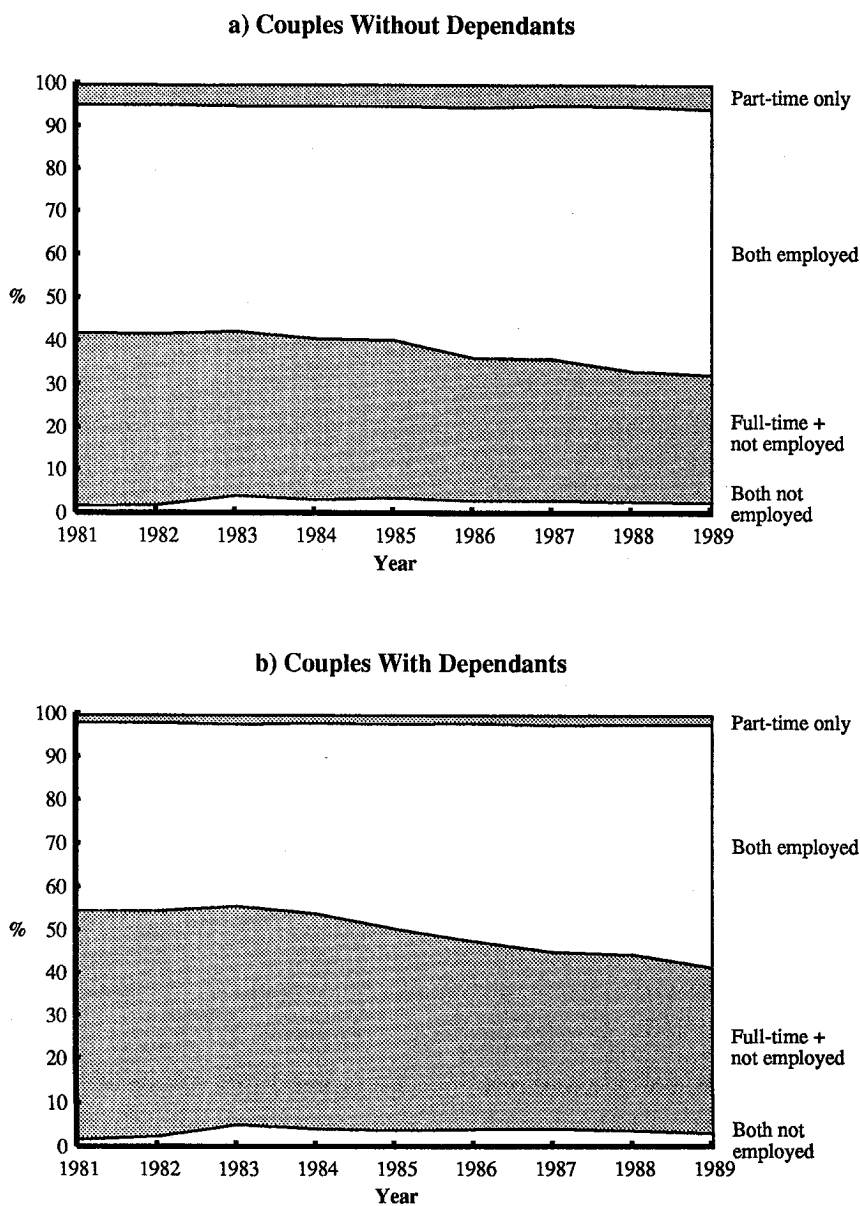 a) Couples Without Dependants
100
90
80
70
60
50
40
30
20
10
0
%
Part-time only
Both employed
Full-time +
not employed
Both not
employed
1981 1982 1983 1984 1985 1986 1987 1988 1989
Year
b) Couples With Dependants
100
90
80
70
60
50
40
30
20
10
0
%
Part-time only
Both employed
Full-time +
not employed
Both not
employed
1981 1982 1983 1984 1985 1986 1987 1988 1989
Year